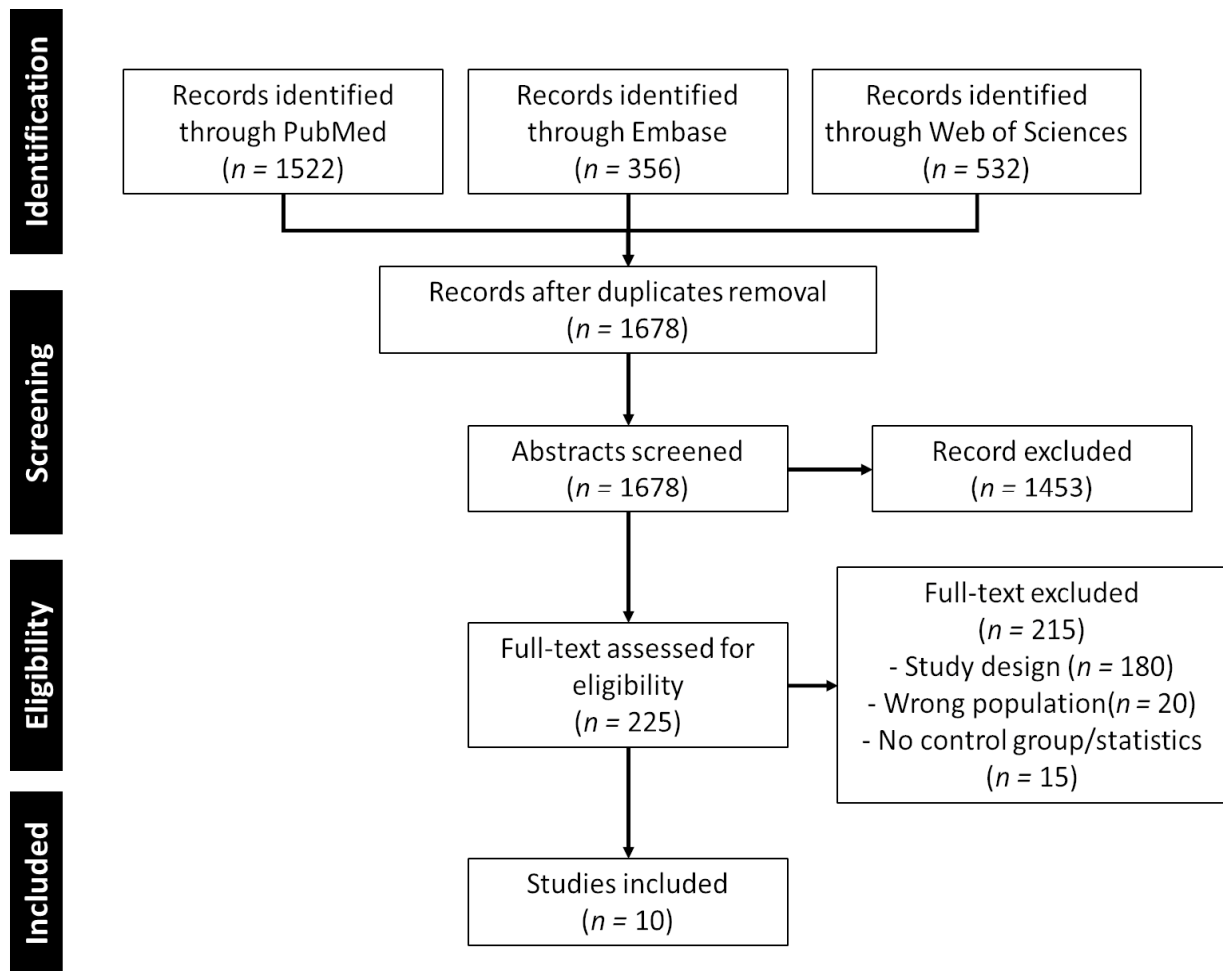 Identification
Records identified
through PubMed
(n = 1522)
Records identified
through Embase
(n = 356)
Records identified
through Web of Sciences
(n = 532)
Records after duplicates removal
(n = 1678)
Screening
Abstracts screened
(n = 1678)
Record excluded
(n = 1453)
Eligibility
Full-text assessed for
eligibility
(n = 225)
Full-text excluded
(n = 215)
- Study design (n = 180)
- Wrong population(n = 20)
- No control group/statistics
(n = 15)
Included
Studies included
(n = 10)